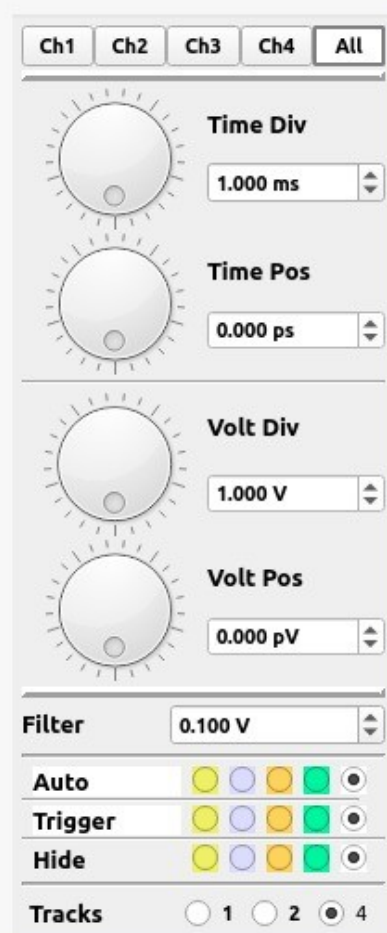 Ch1 Ch2 Ch3 Ch4 All
Time Div
1.000 ms
Time Pos
0.000 ps
Volt Div
1.000 V
Volt Pos
0.000 pV
Filter 0.100 V
Auto
Trigger
Hide
Tracks 1 2 4